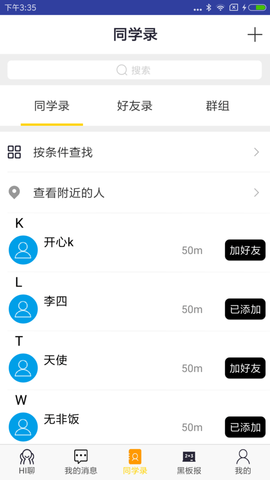 下午3:35
同学录
搜索
同学录 好友录 群组
按条件查找
查看附近的人
K
开心k
50m 加好友
L
李四
50m 已添加
T
天使
50m 加好友
W
无非饭
50m 已添加
HI聊 我的消息 同学录 黑板报 我的